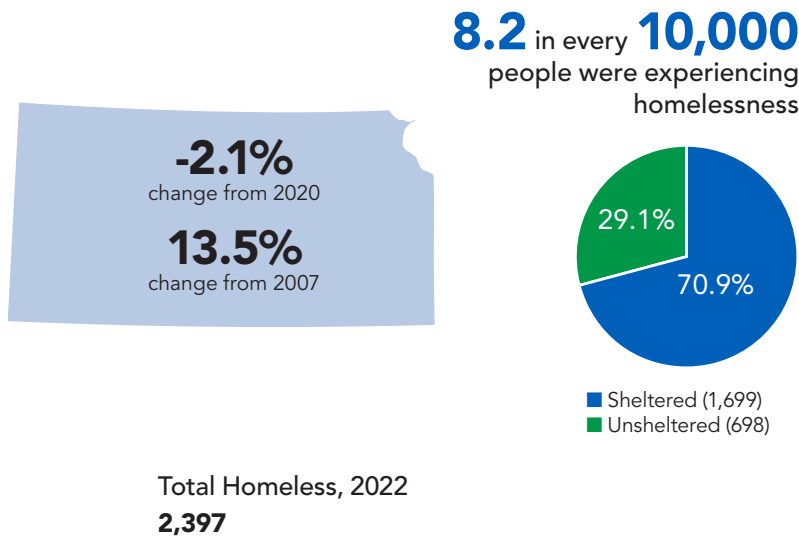 8.2 in every 10,000
people were experiencing
homelessness
-2.1%
change from 2020
13.5%
change from 2007
29.1%
70.9%
Sheltered (1,699)
Unsheltered (698)
Total Homeless, 2022
2,397